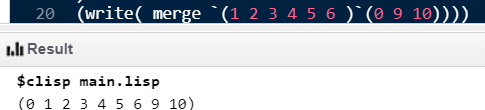 20 (write( merge `(1 2 3 4 5 6 )`(0 9 10))))
Result
$clisp main.lisp
(0 1 2 3 4 5 6 9 10)